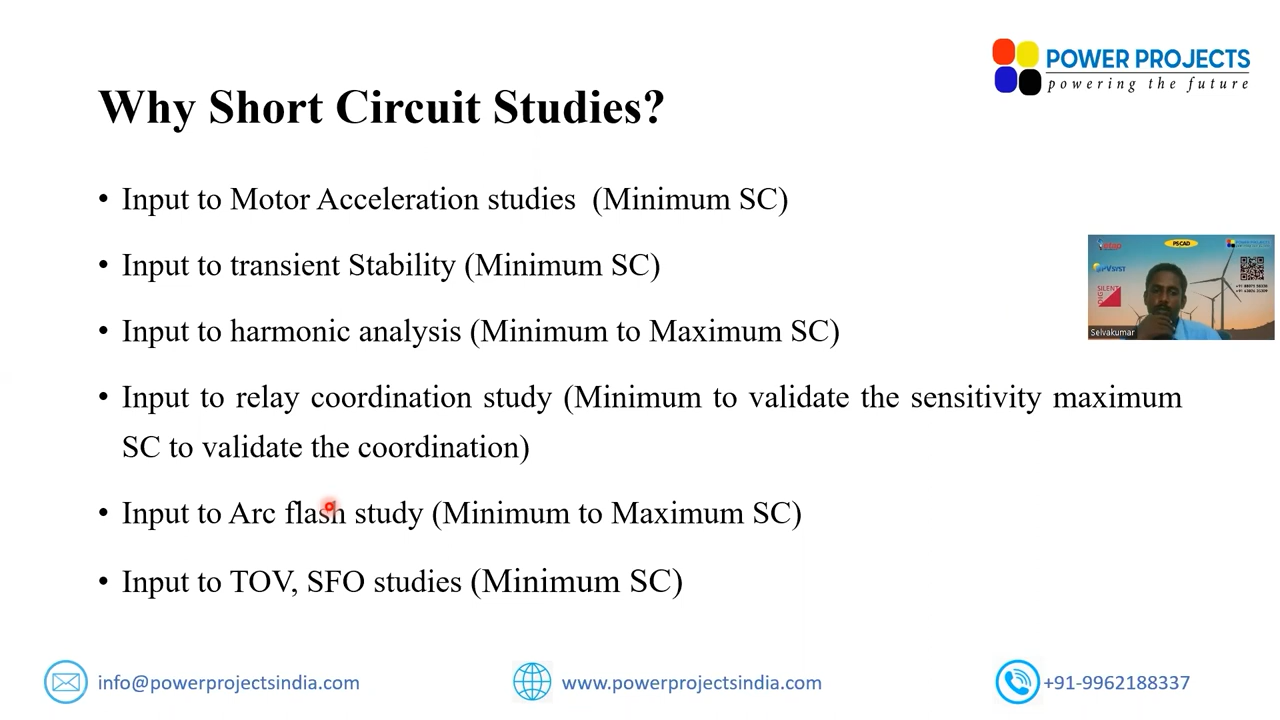 POWER PROJECTS
powering the future
Why Short Circuit Studies?
• Input to Motor Acceleration studies (Minimum SC)
• Input to transient Stability (Minimum SC)
• Input to harmonic analysis (Minimum to Maximum SC)
• Input to relay coordination study (Minimum to validate the sensitivity maximum
SC to validate the coordination)
• Input to Arc flash study (Minimum to Maximum SC)
• Input to TOV, SFO studies (Minimum SC)
PSCAD
PVSYST
Selvakumar
info@powerprojectsindia.com
www.powerprojectsindia.com
+91-9962188337